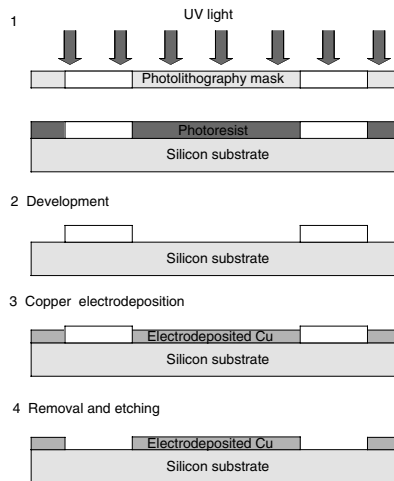 1
UV light
Photolithography mask
Photoresist
Silicon substrate
2 Development
Silicon substrate
3 Copper electrodeposition
Electrodeposited Cu
Silicon substrate
4 Removal and etching
Electrodeposited Cu
Silicon substrate